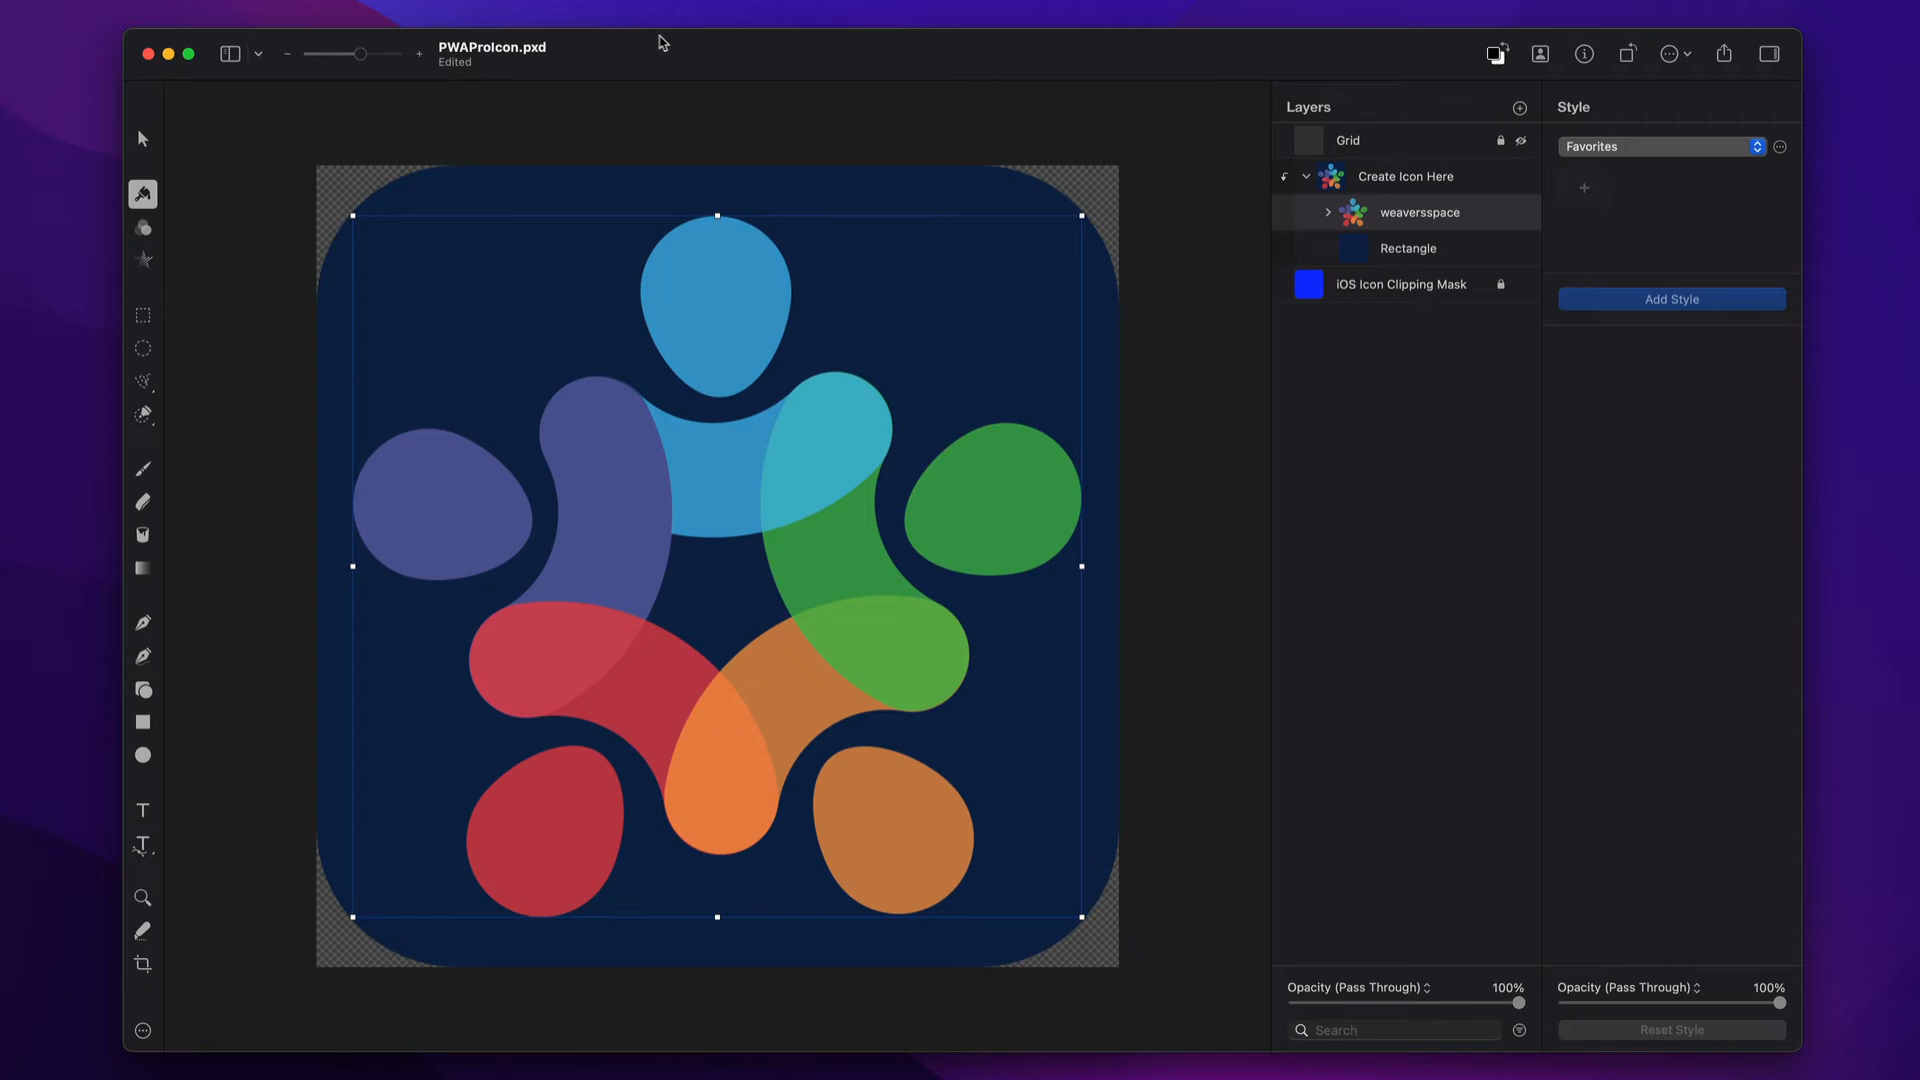 PWAProIcon.pxd
Edited
Layers
Grid
Create Icon Here
weaversspace
Rectangle
iOS Icon Clipping Mask
Opacity (Pass Through)
100%
Search
Style
Favorites
Add Style
Opacity (Pass Through)
100%
Reset Style